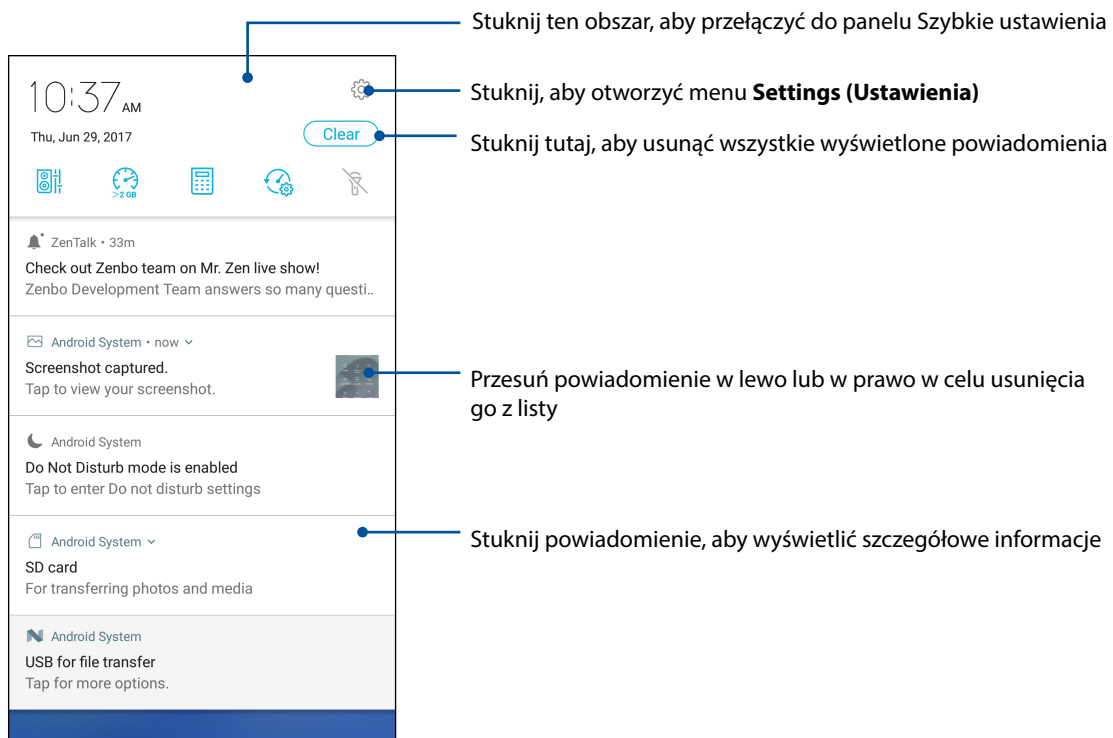 Stuknij ten obszar, aby przełączyć do panelu Szybkie ustawienia
10:37 AM
Stuknij, aby otworzyć menu Settings (Ustawienia)
Thu, Jun 29, 2017
Clear
Stuknij tutaj, aby usunąć wszystkie wyświetlone powiadomienia
>2 GB
ZenTalk • 33m
Check out Zenbo team on Mr. Zen live show!
Zenbo Development Team answers so many questi..
Android System • now
Screenshot captured.
Tap to view your screenshot.
Przesuń powiadomienie w lewo lub w prawo w celu usunięcia
go z listy
Android System
Do Not Disturb mode is enabled
Tap to enter Do not disturb settings
Android System
Stuknij powiadomienie, aby wyświetlić szczegółowe informacje
SD card
For transferring photos and media
Android System
USB for file transfer
Tap for more options.